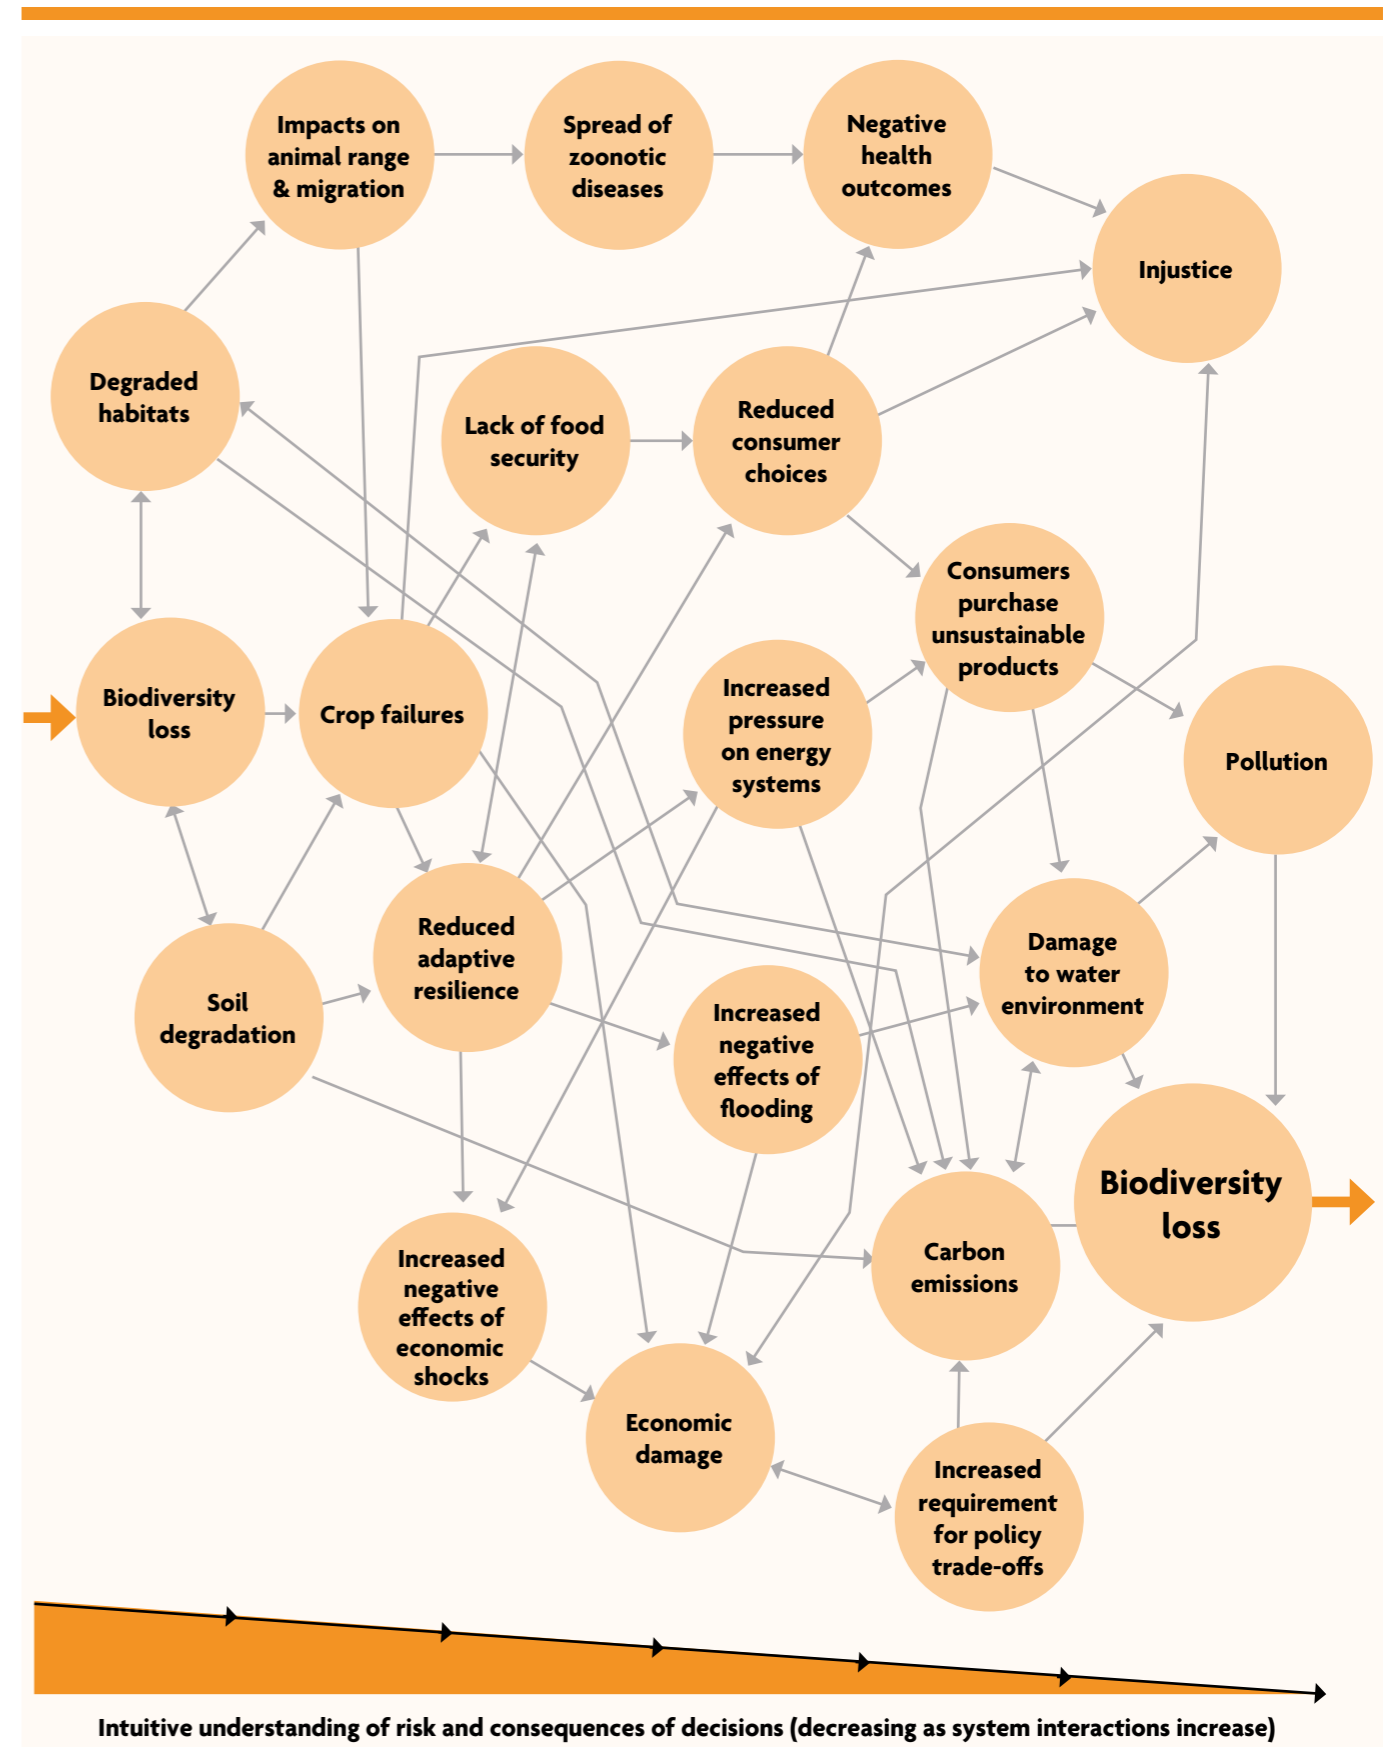 Impacts on
animal range
& migration
Spread of
zoonotic
diseases
Negative
health
outcomes
Injustice
Degraded
habitats
Lack of food
security
Reduced
consumer
choices
Consumers
purchase
unsustainable
products
Biodiversity
loss
Crop failures
Increased
pressure
on energy
systems
Pollution
Reduced
adaptive
resilience
Soil
degradation
Increased
negative
effects of
flooding
Damage
to water
environment
Biodiversity
loss
Increased
negative
effects of
economic
shocks
Carbon
emissions
Economic
damage
Increased
requirement
for policy
trade-offs
Intuitive understanding of risk and consequences of decisions (decreasing as system interactions increase)